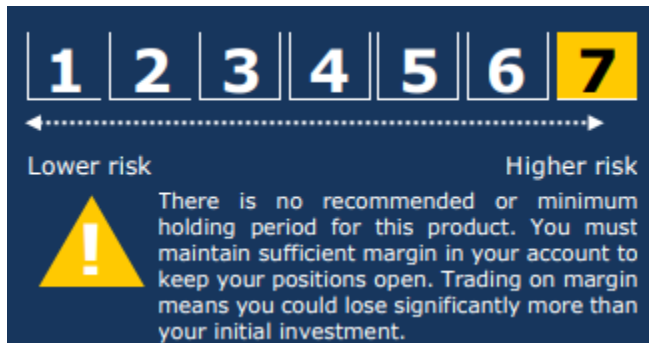 1 2 3 4 5 6 7
Lower risk Higher risk
!
There is no recommended or minimum
holding period for this product. You must
maintain sufficient margin in your account to
keep your positions open. Trading on margin
means you could lose significantly more than
your initial investment.